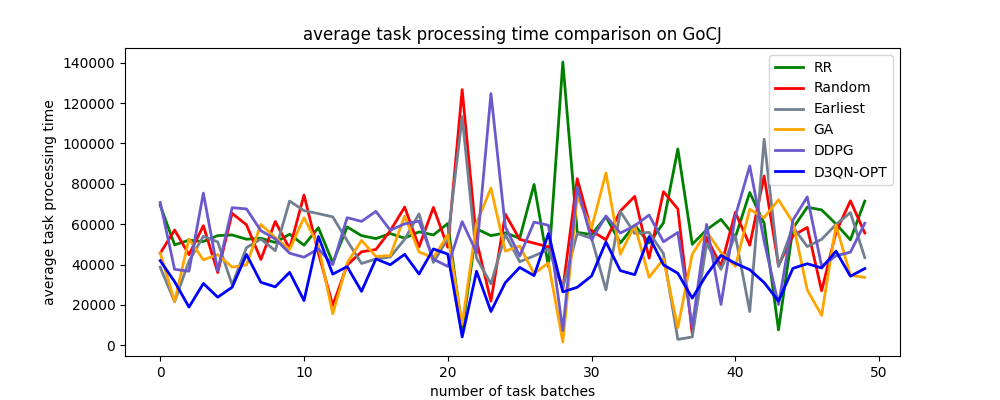 average task processing time comparison on GoCJ
average task processing time
140000
120000
100000
80000
60000
40000
20000
0
RR
Random
Earliest
GA
DDPG
D3QN-OPT
0 10 20 30 40 50
number of task batches